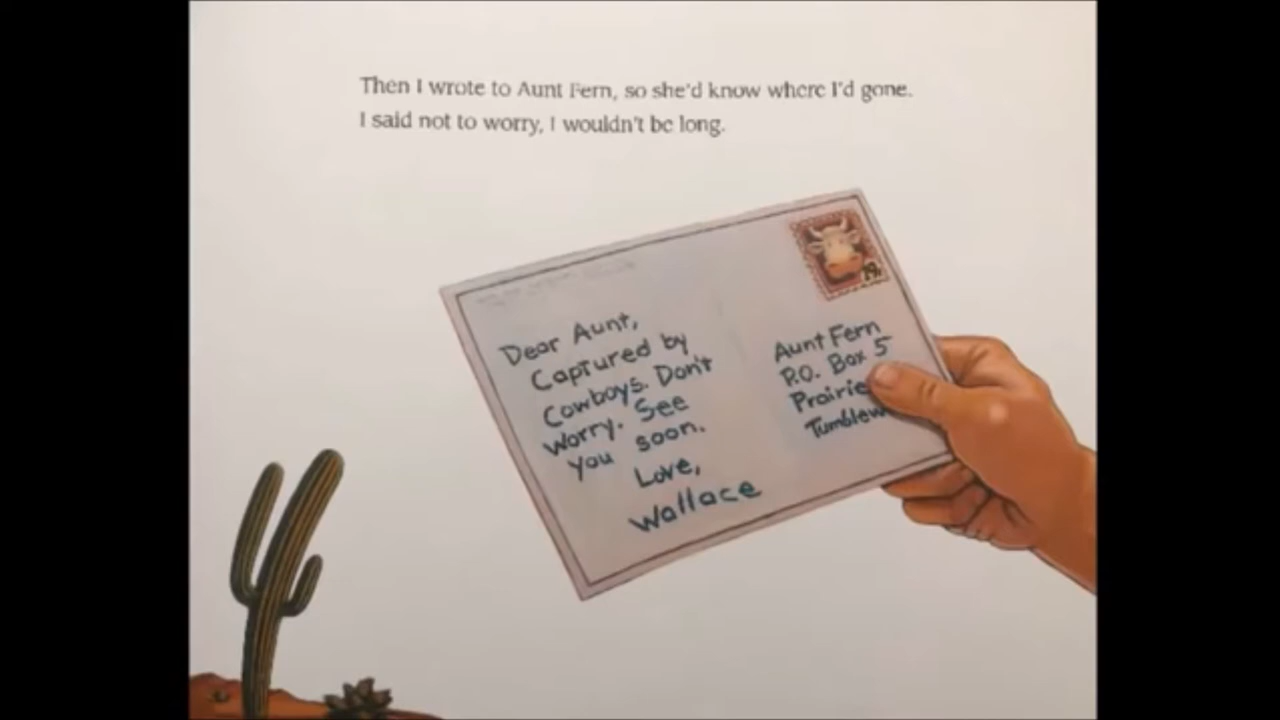 Then I wrote to Aunt Fern, so she'd know where I'd gone.
I said not to worry, I wouldn't be long.
Dear Aunt,
Captured by
Cowboys. Don't
worry. See
you soon.
Love,
Wallace
Aunt Fern
P.O. Box 5
Prairie